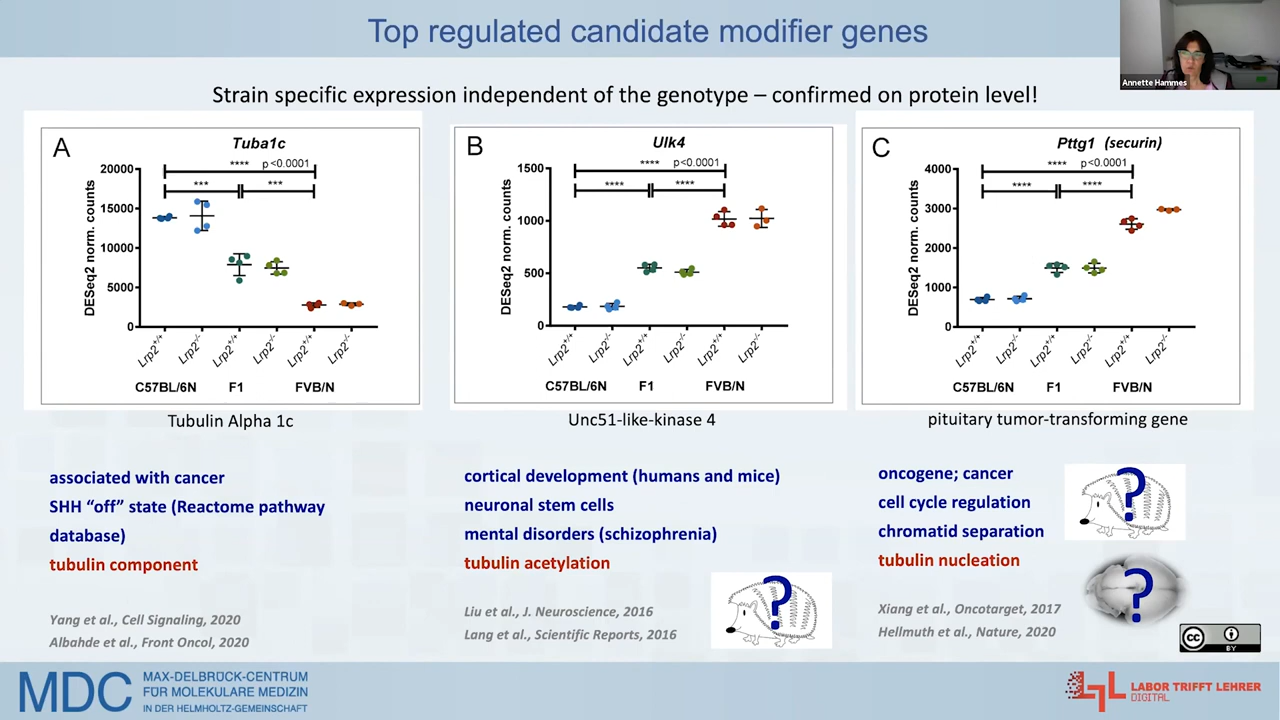 Top regulated candidate modifier genes
Annette Hammes
Strain specific expression independent of the genotype – confirmed on protein level!
A
Tuba1c
**** p<0.0001
*** ***
DESeq2 norm. counts
20000
15000
10000
5000
0
Lrp2+/+ Lrp2-/- Lrp2+/+ Lrp2-/- Lrp2+/+ Lrp2-/-
C57BL/6N F1 FVB/N
Tubulin Alpha 1c
B
Ulk4
**** p<0.0001
**** ****
DESeq2 norm. counts
1500
1000
500
0
Lrp2+/+ Lrp2-/- Lrp2+/+ Lrp2-/- Lrp2+/+ Lrp2-/-
C57BL/6N F1 FVB/N
Unc51-like-kinase 4
C
Pttg1 (securin)
**** p<0.0001
**** ****
DESeq2 norm. counts
4000
3000
2000
1000
0
Lrp2+/+ Lrp2-/- Lrp2+/+ Lrp2-/- Lrp2+/+ Lrp2-/-
C57BL/6N F1 FVB/N
pituitary tumor-transforming gene
associated with cancer
SHH “off” state (Reactome pathway
database)
tubulin component
Yang et al., Cell Signaling, 2020
Albahde et al., Front Oncol, 2020
cortical development (humans and mice)
neuronal stem cells
mental disorders (schizophrenia)
tubulin acetylation
Liu et al., J. Neuroscience, 2016
Lang et al., Scientific Reports, 2016
?
oncogene; cancer
cell cycle regulation
chromatid separation
tubulin nucleation
Xiang et al., Oncotarget, 2017
Hellmuth et al., Nature, 2020
?
?
CC
BY
MDC
MAX-DELBRÜCK-CENTRUM
FÜR MOLEKULARE MEDIZIN
IN DER HELMHOLTZ-GEMEINSCHAFT
LTL
LABOR TRIFFT LEHRER
DIGITAL